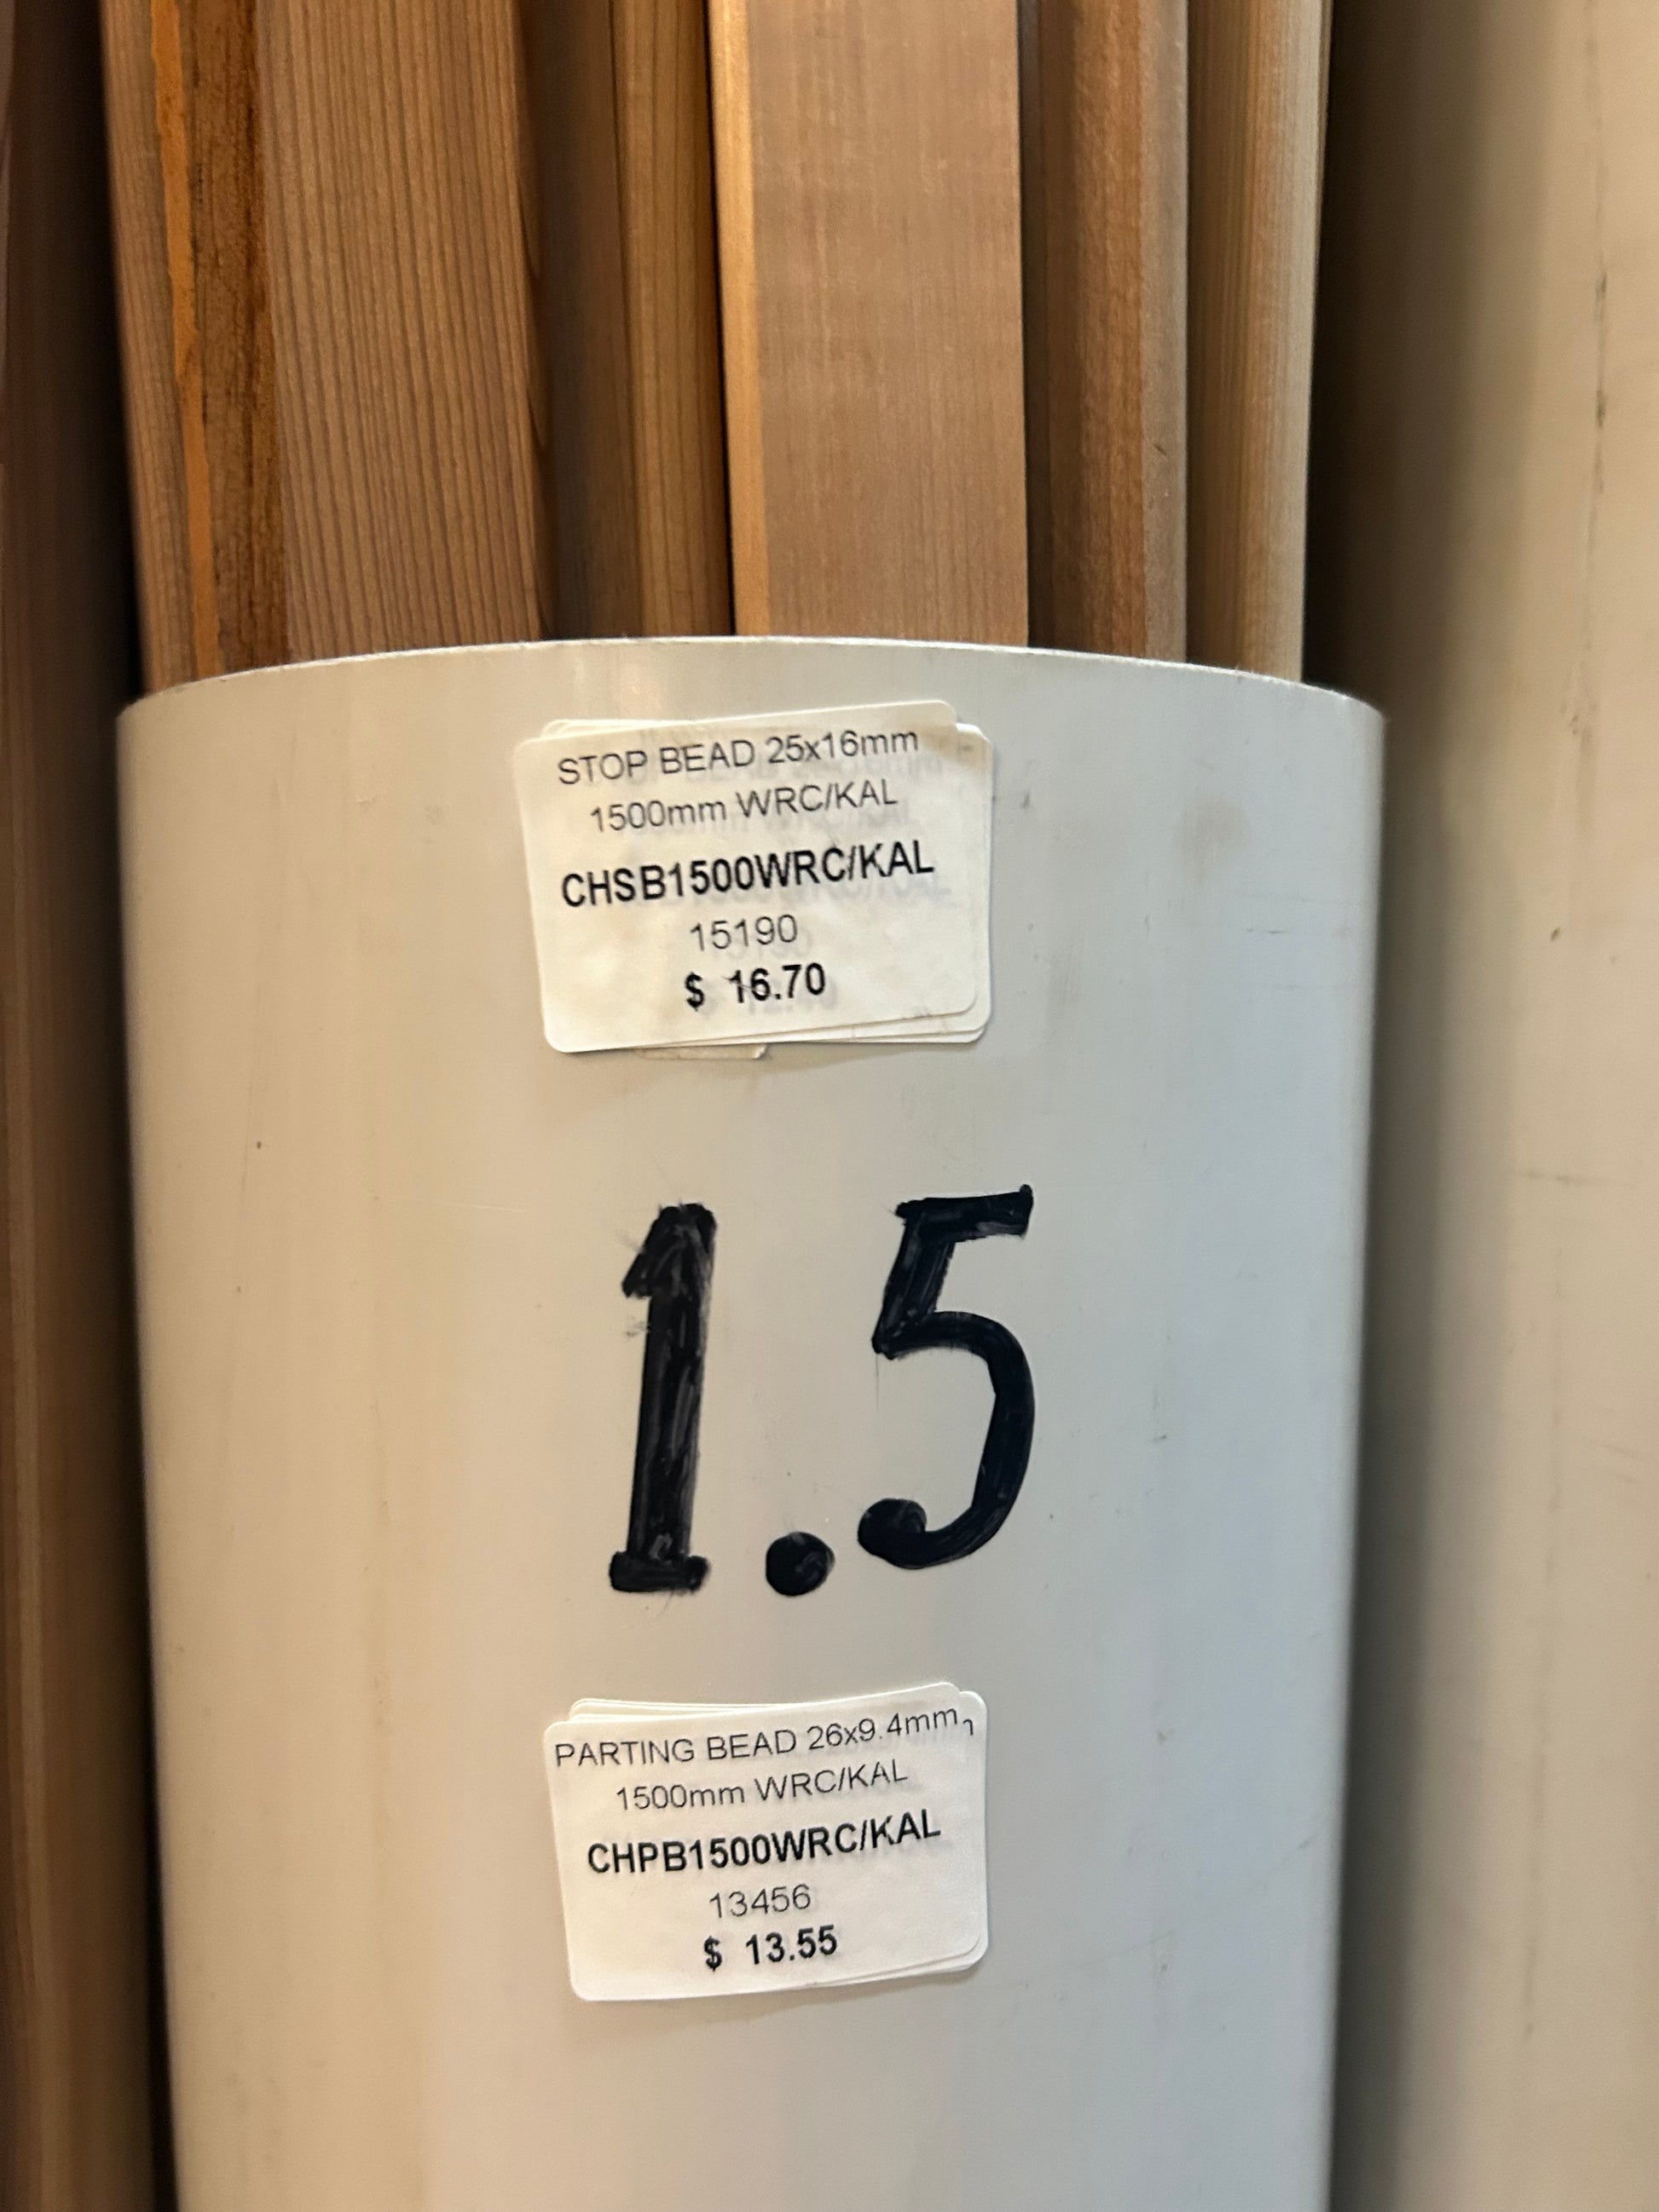 STOP BEAD 25x16mm
1500mm WRC/KAL
CHSB1500WRC/KAL
15190
$ 16.70
1.5
PARTING BEAD 26x9.4mm
1500mm WRC/KAL
CHPB1500WRC/KAL
13456
$ 13.55